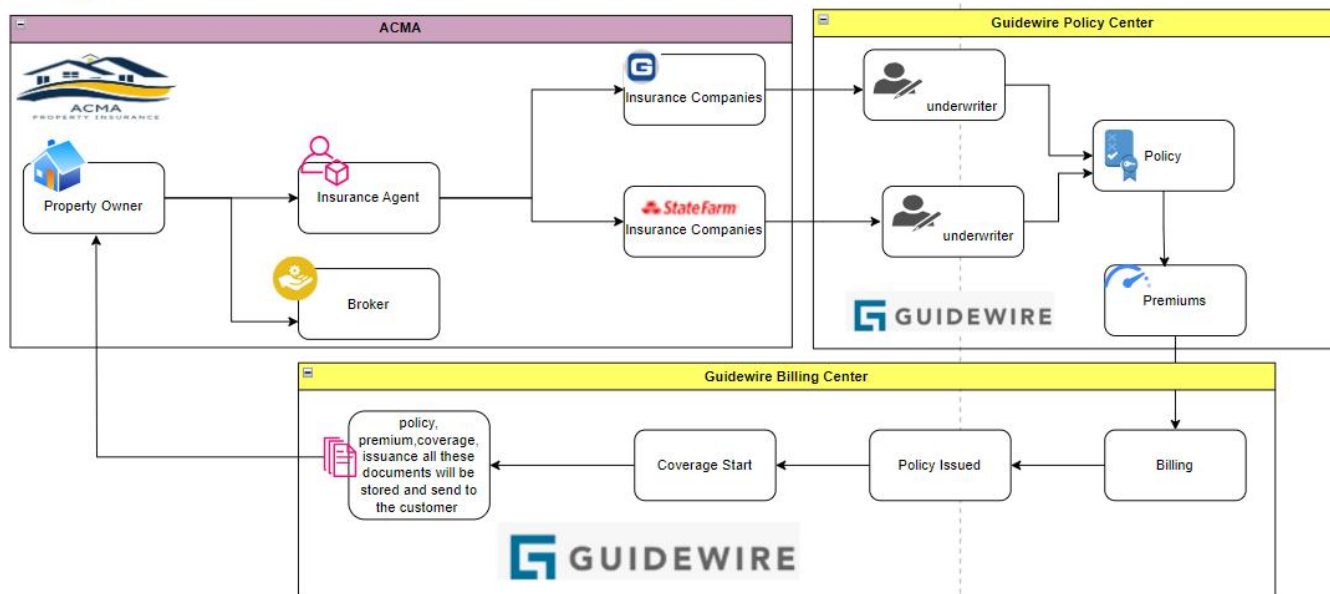 ACMA
Guidewire Policy Center
ACMA
PROPERTY INSURANCE
Property Owner
Insurance Agent
Broker
G
Insurance Companies
StateFarm
Insurance Companies
underwriter
underwriter
Policy
Premiums
GUIDEWIRE
Guidewire Billing Center
policy,
premium,coverage,
issuance all these
documents will be
stored and send to
the customer
Coverage Start
Policy Issued
Billing
GUIDEWIRE